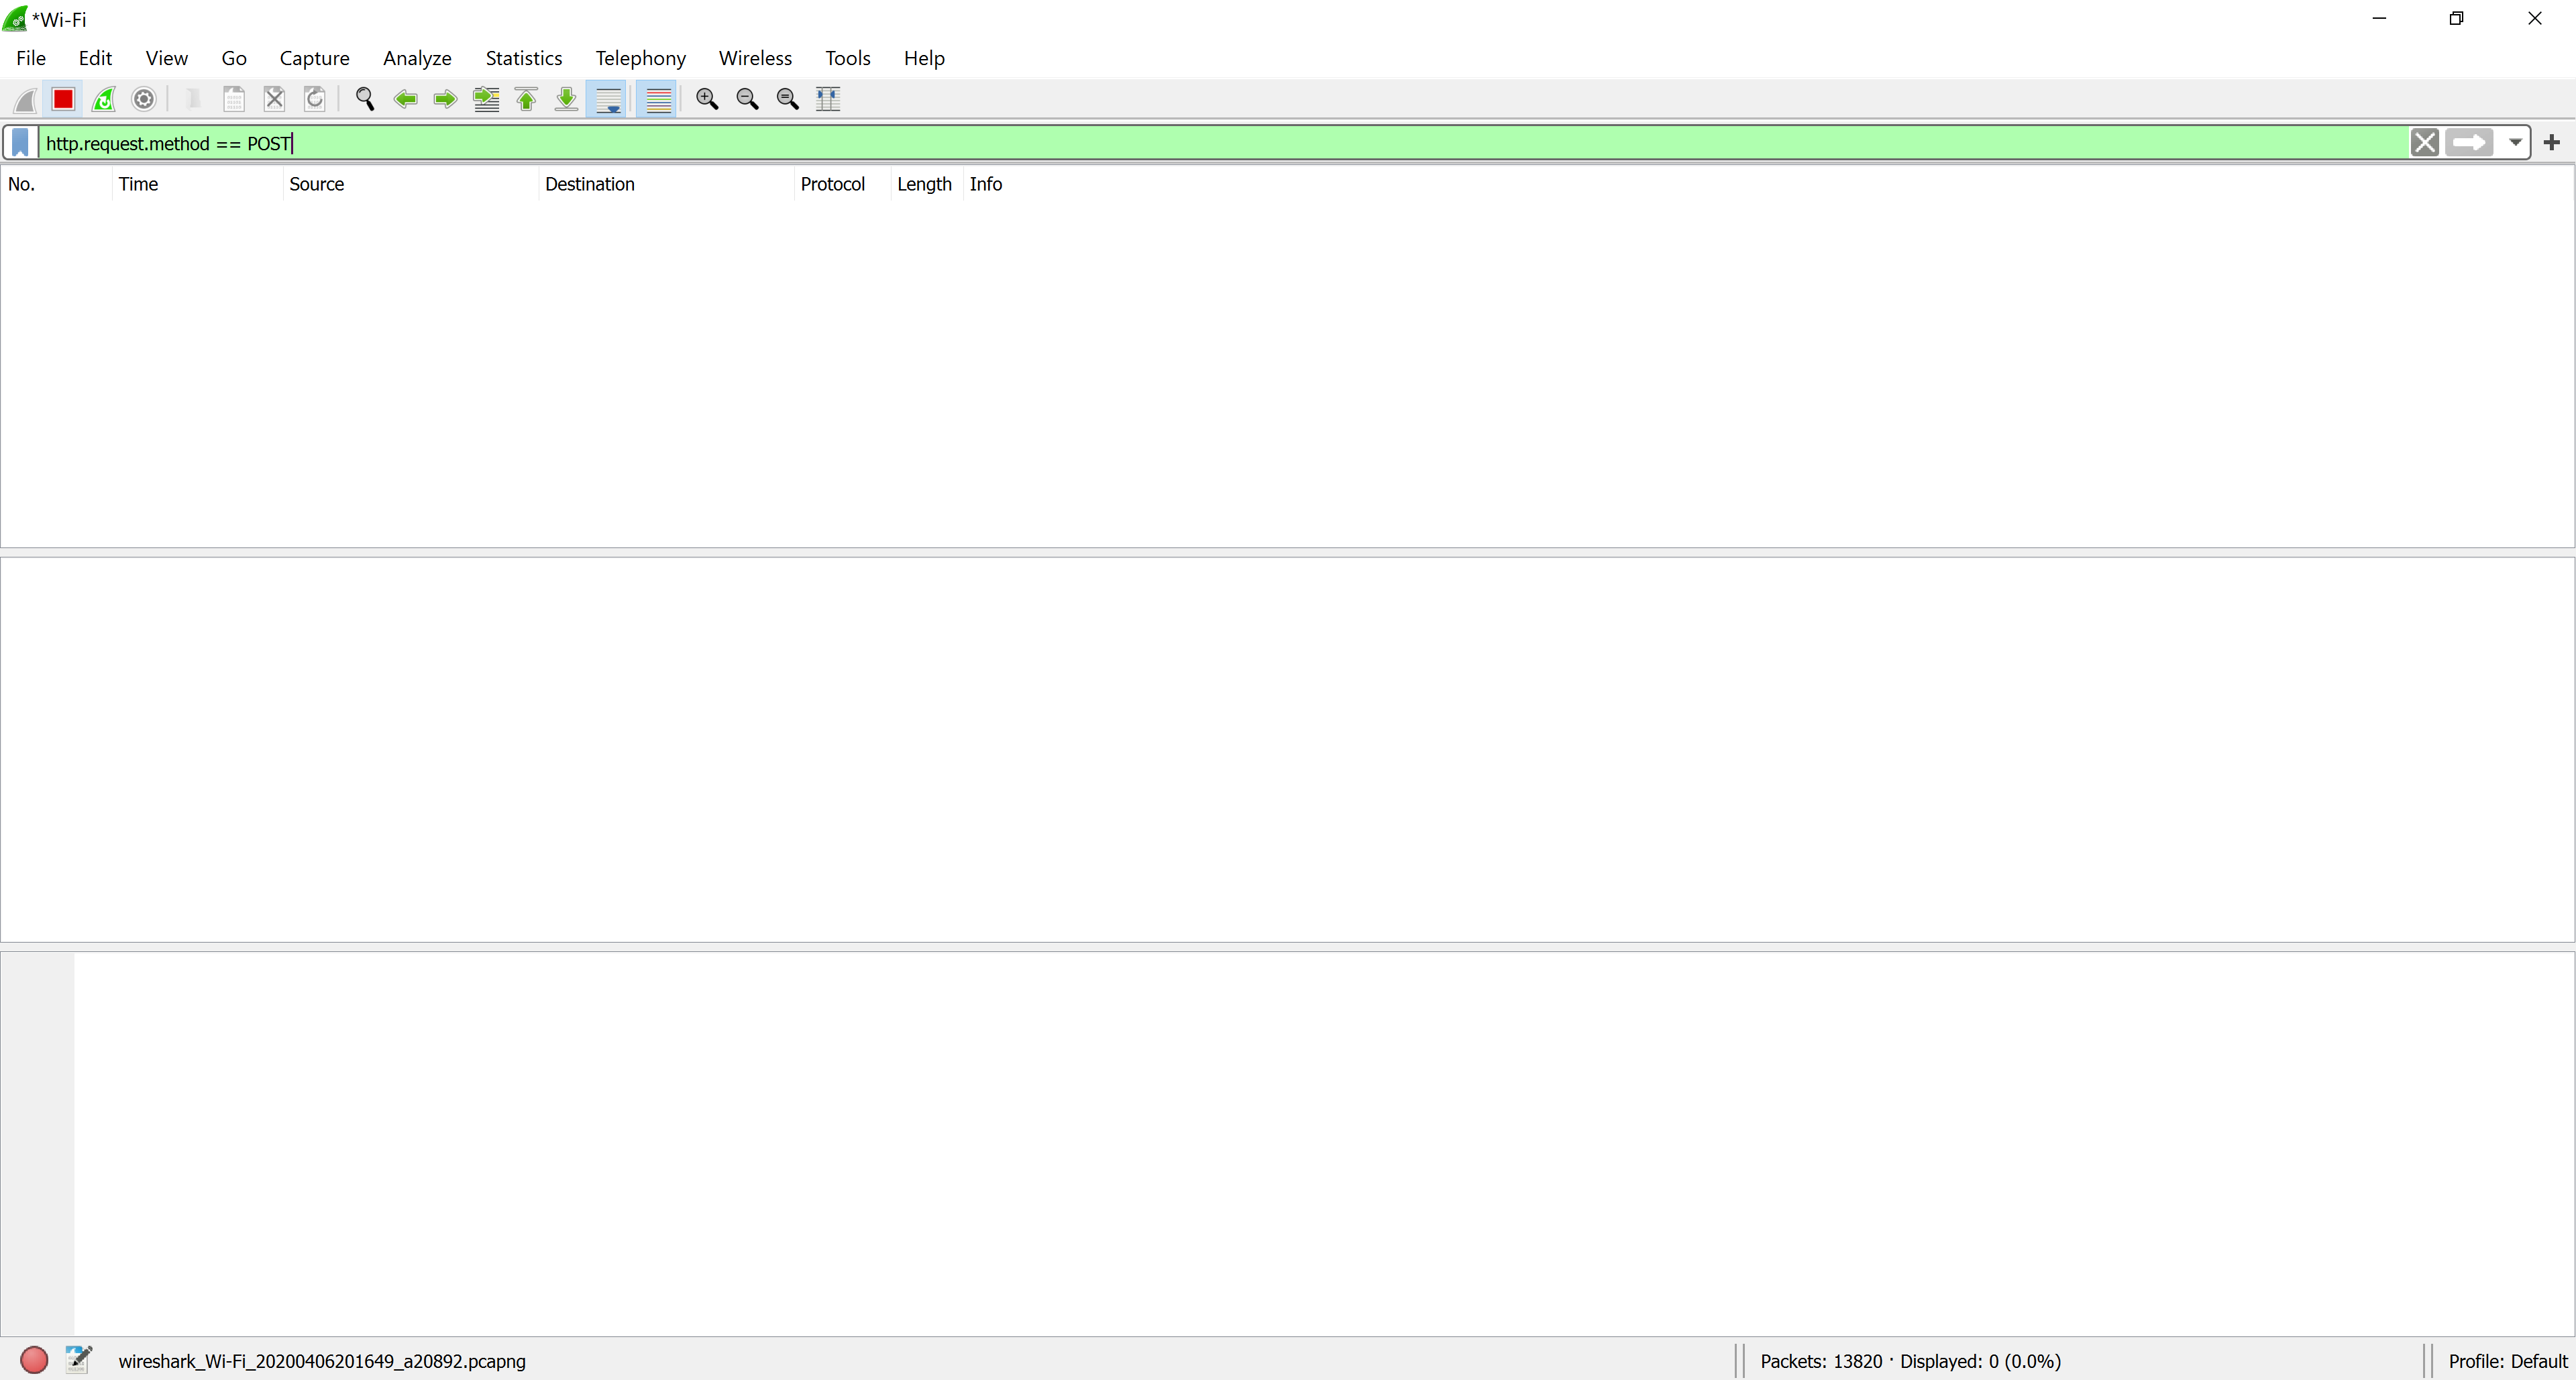 *Wi-Fi
File Edit View Go Capture Analyze Statistics Telephony Wireless Tools Help
http.request.method == POST
No. Time Source Destination Protocol Length Info
wireshark_Wi-Fi_20200406201649_a20892.pcapng Packets: 13820 · Displayed: 0 (0.0%) Profile: Default